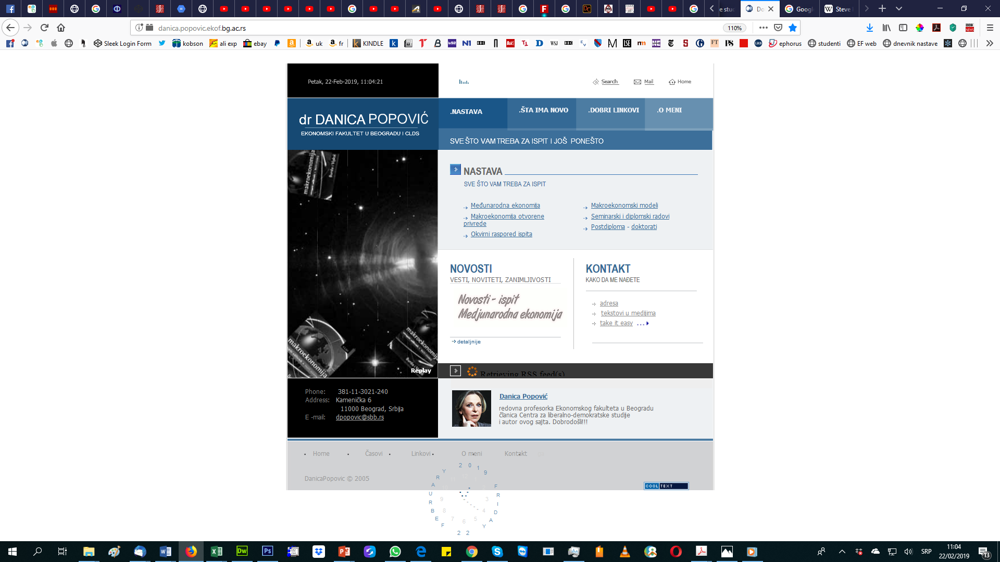 Do
Googl
Steve
danica.popovic.ekof.bg.ac.rs
110%
Sleek Login Form
kobson
ali exp
ebay
uk
fr
KINDLE
ephorus
studenti
EF web
dnevnik nastave
Petak, 22-Feb-2019, 11:04:21
Search
Mail
Home
dr DANICA POPOVIĆ
EKONOMSKI FAKULTET U BEOGRADU I CLDS
.NASTAVA
.ŠTA IMA NOVO
.DOBRI LINKOVI
.O MENI
SVE ŠTO VAM TREBA ZA ISPIT I JOŠ PONEŠTO
NASTAVA
SVE ŠTO VAM TREBA ZA ISPIT
Međunarodna ekonomija
Makroekonomija otvorene
privrede
Okvirni raspored ispita
Makroekonomski modeli
Seminarski i diplomski radovi
Postdiploma - doktorati
NOVOSTI
VESTI, NOVITETI, ZANIMLJIVOSTI
Novosti - ispit
Medjunarodna ekonomija
detaljnije
KONTAKT
KAKO DA ME NAĐETE
adresa
tekstovi u medijima
take it easy ...
makroekonomija
makroekonomija
makroekonomija
Replay
Retrieving RSS feed(s)
Phone: 381-11-3021-240
Address: Kamenička 6
11000 Beograd, Srbija
E -mail: dpopovic@sbb.rs
Danica Popović
redovna profesorka Ekonomskog fakulteta u Beogradu
članica Centra za liberalno-demokratske studije
i autor ovog sajta. Dobrodošli!!!
Home
Časovi
Linkovi
O meni
Kontakt
DanicaPopovic © 2005
COOL TEXT
FRIDAY 22 FEBRUARY 2019
3 4 5 6 7 8 9
SRP
11:04
22/02/2019
13